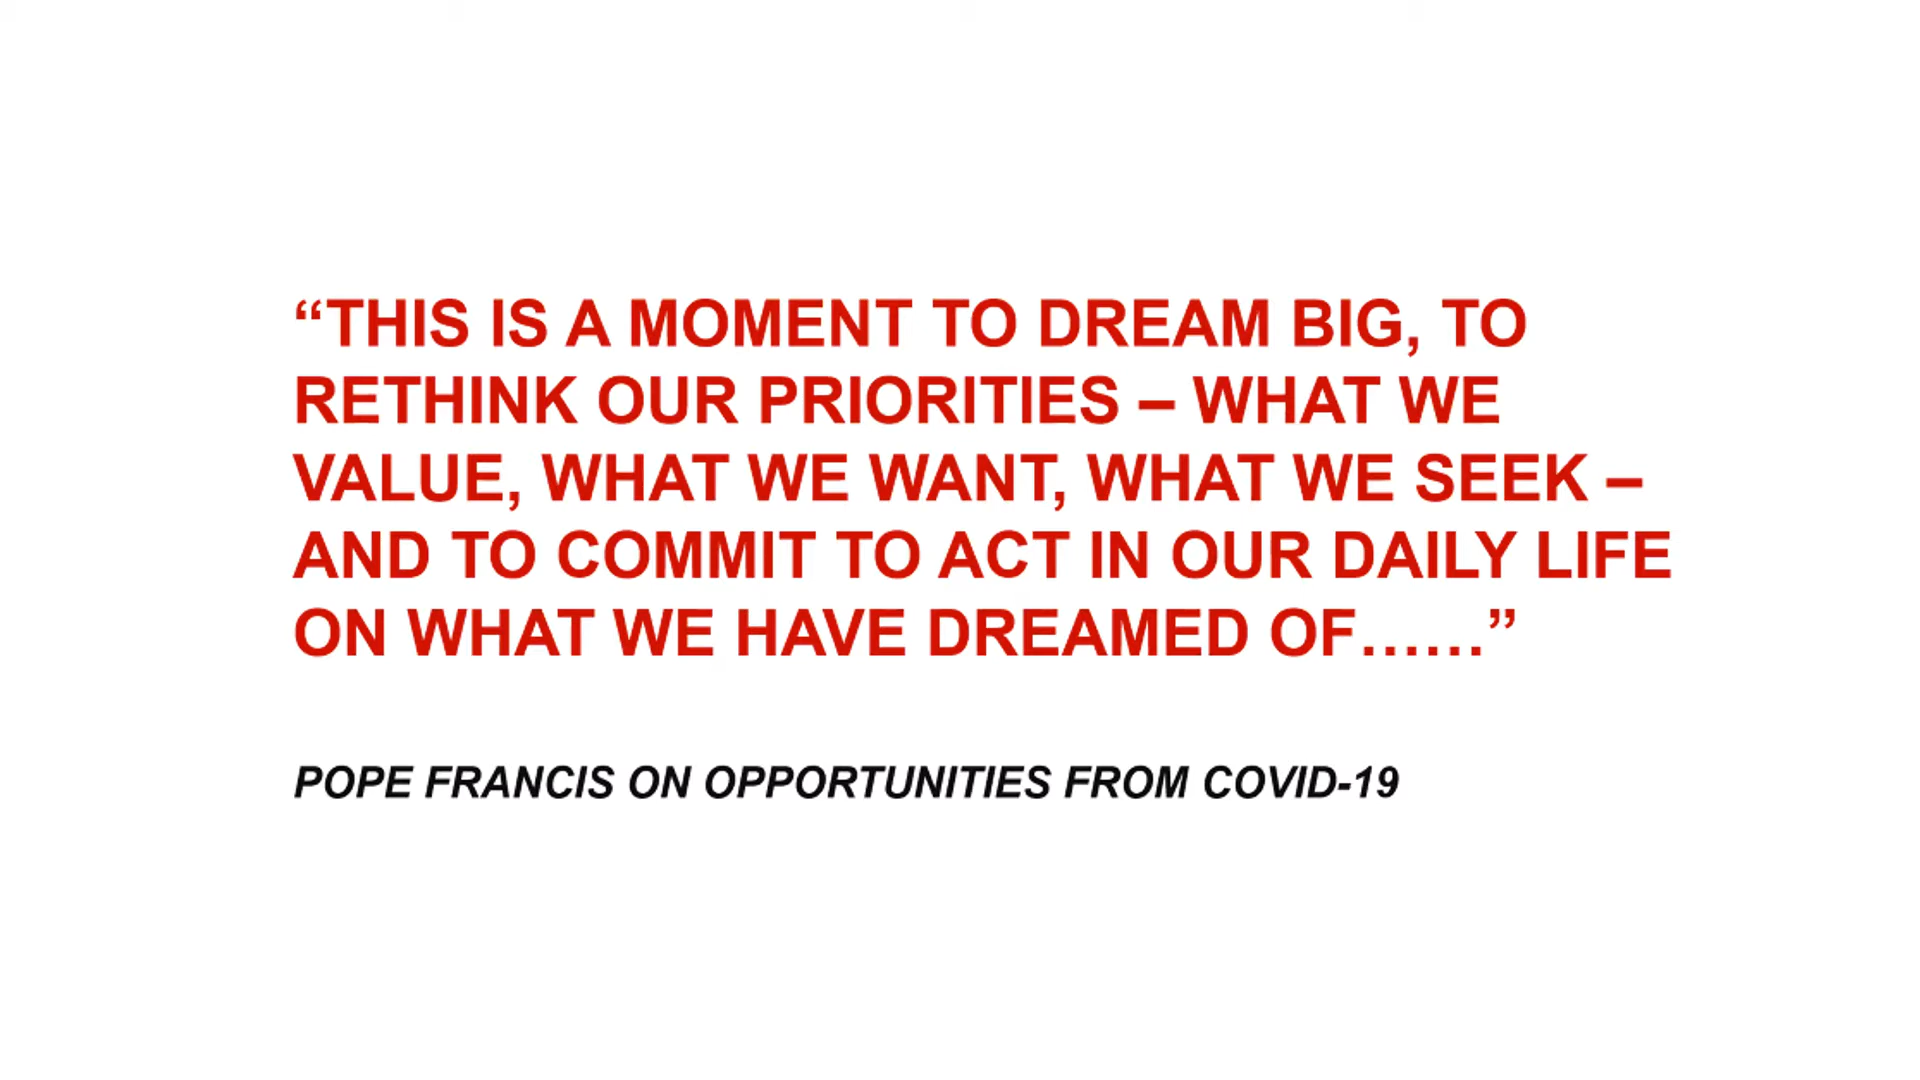 “THIS IS A MOMENT TO DREAM BIG, TO
RETHINK OUR PRIORITIES – WHAT WE
VALUE, WHAT WE WANT, WHAT WE SEEK –
AND TO COMMIT TO ACT IN OUR DAILY LIFE
ON WHAT WE HAVE DREAMED OF......”
POPE FRANCIS ON OPPORTUNITIES FROM COVID-19